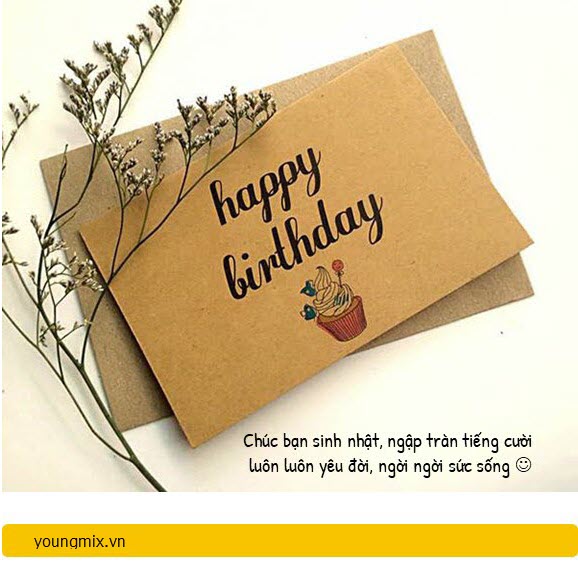 happy
birthday
Chúc bạn sinh nhật, ngập tràn tiếng cười
luôn luôn yêu đời, ngời ngời sức sống ☺
youngmix.vn